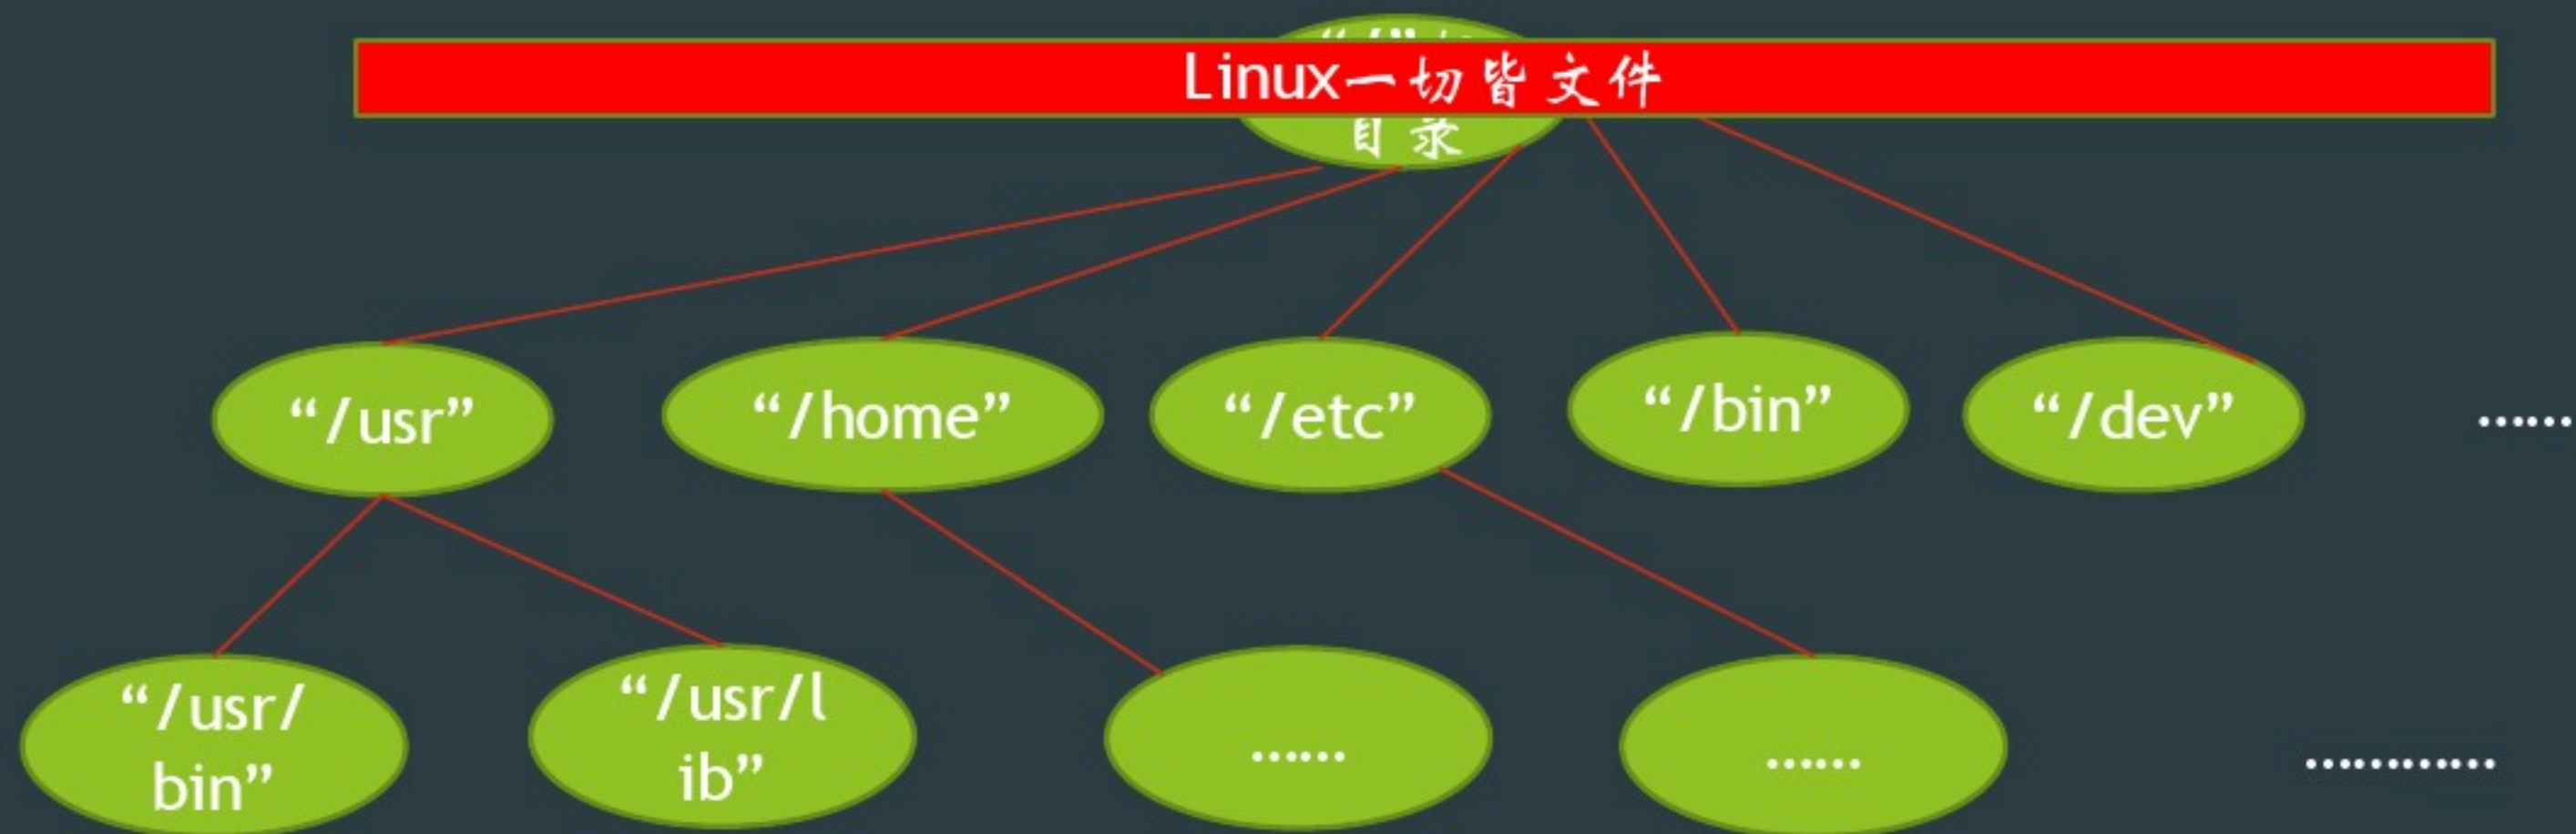 Linux一切皆文件
目录
“/usr”
“/home”
“/etc”
“/bin”
“/dev”
……
“/usr/
bin”
“/usr/l
ib”
……
……
…………